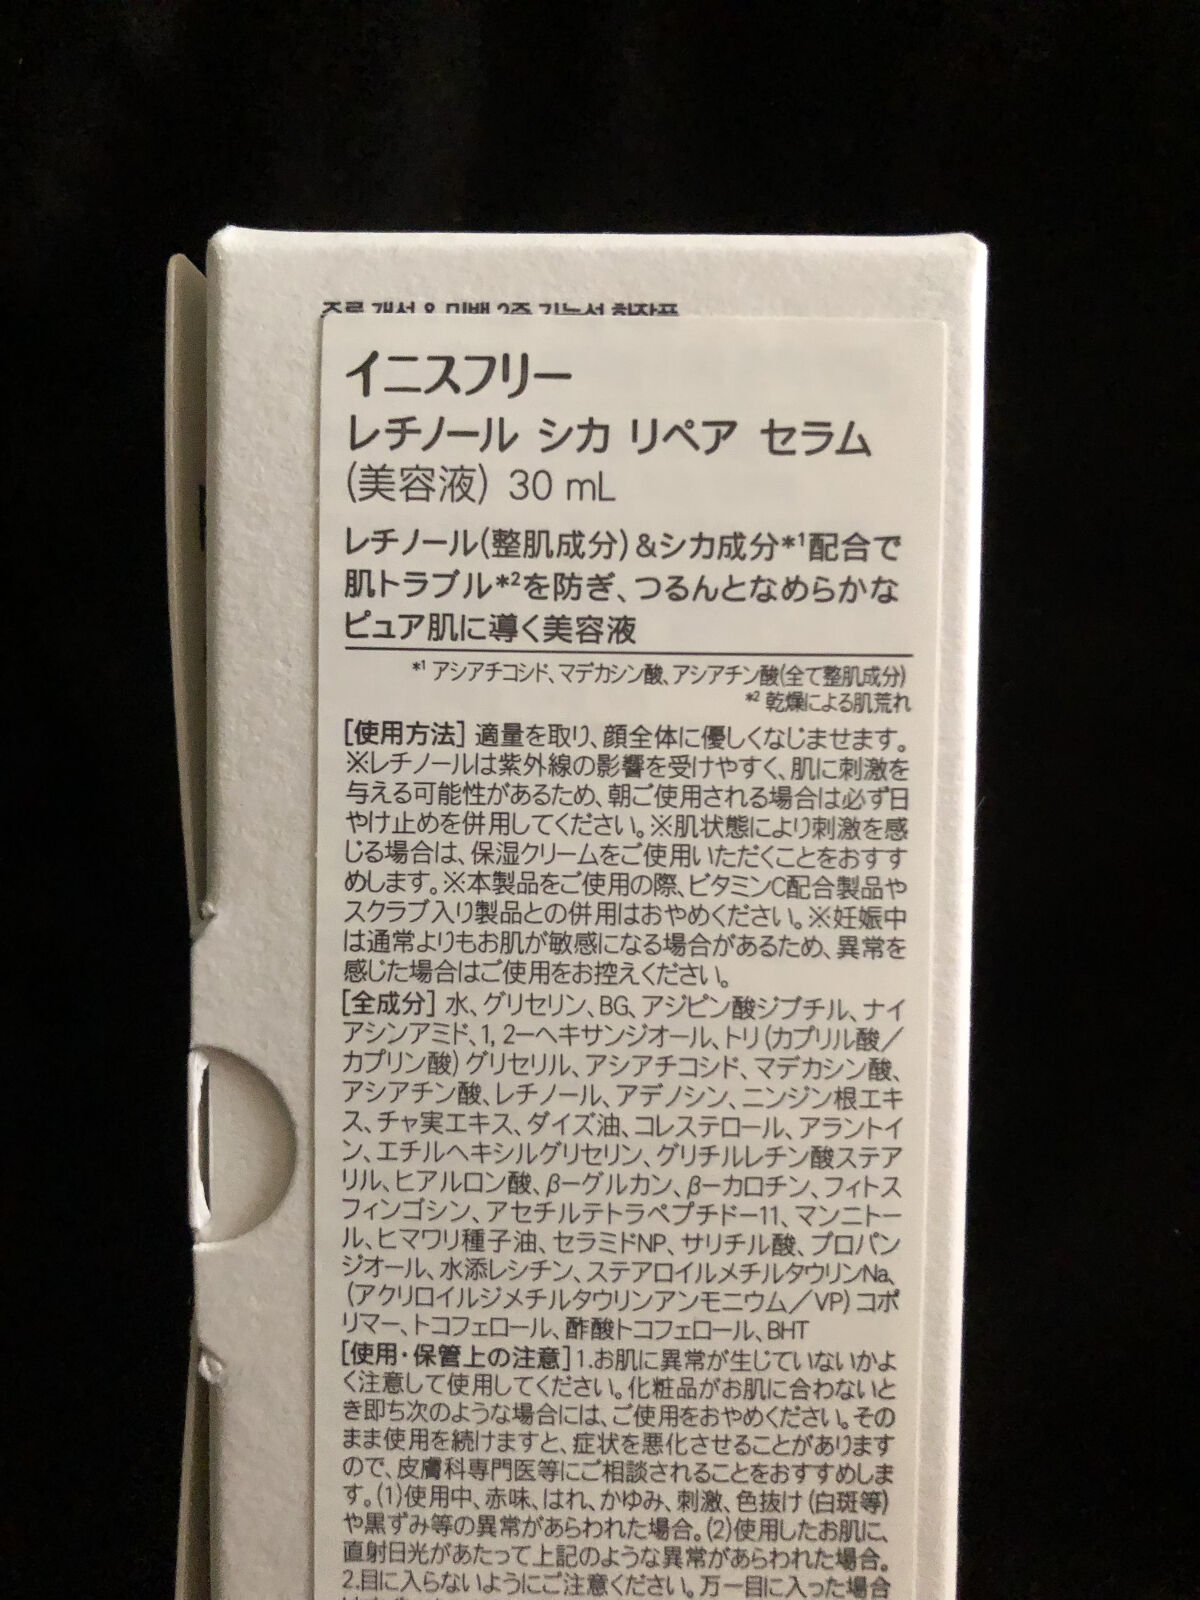 주름 개선 & 미백 2중 기능성 화장품
イニスフリー
レチノール シカ リペア セラム
(美容液) 30 mL
レチノール(整肌成分)&シカ成分*1配合で
肌トラブル*2を防ぎ、つるんとなめらかな
ピュア肌に導く美容液
*1 アシアチコシド、マデカシン酸、アシアチン酸(全て整肌成分)
*2 乾燥による肌荒れ
[使用方法] 適量を取り、顔全体に優しくなじませます。
※レチノールは紫外線の影響を受けやすく、肌に刺激を
与える可能性があるため、朝ご使用される場合は必ず日
やけ止めを併用してください。※肌状態により刺激を感
じる場合は、保湿クリームをご使用いただくことをおすす
めします。※本製品をご使用の際、ビタミンC配合製品や
スクラブ入り製品との併用はおやめください。※妊娠中
は通常よりもお肌が敏感になる場合があるため、異常を
感じた場合はご使用をお控えください。
[全成分] 水、グリセリン、BG、アジピン酸ジブチル、ナイ
アシンアミド、1, 2ーヘキサンジオール、トリ(カプリル酸/
カプリン酸)グリセリル、アシアチコシド、マデカシン酸、
アシアチン酸、レチノール、アデノシン、ニンジン根エキ
ス、チャ実エキス、ダイズ油、コレステロール、アラントイ
ン、エチルヘキシルグリセリン、グリチルレチン酸ステア
リル、ヒアルロン酸、βーグルカン、βーカロチン、フィトス
フィンゴシン、アセチルテトラペプチドー11、マンニトー
ル、ヒマワリ種子油、セラミドNP、サリチル酸、プロパン
ジオール、水添レシチン、ステアロイルメチルタウリンNa、
(アクリロイルジメチルタウリンアンモニウム/VP)コポ
リマー、トコフェロール、酢酸トコフェロール、BHT
[使用・保管上の注意]1.お肌に異常が生じていないかよ
く注意して使用してください。化粧品がお肌に合わないと
き即ち次のような場合には、ご使用をおやめください。その
まま使用を続けますと、症状を悪化させることがあります
ので、皮膚科専門医等にご相談されることをおすすめしま
す。(1)使用中、赤味、はれ、かゆみ、刺激、色抜け(白斑等)
や黒ずみ等の異常があらわれた場合。(2)使用したお肌に、
直射日光があたって上記のような異常があらわれた場合。
2.目に入らないようにご注意ください。万一目に入った場合